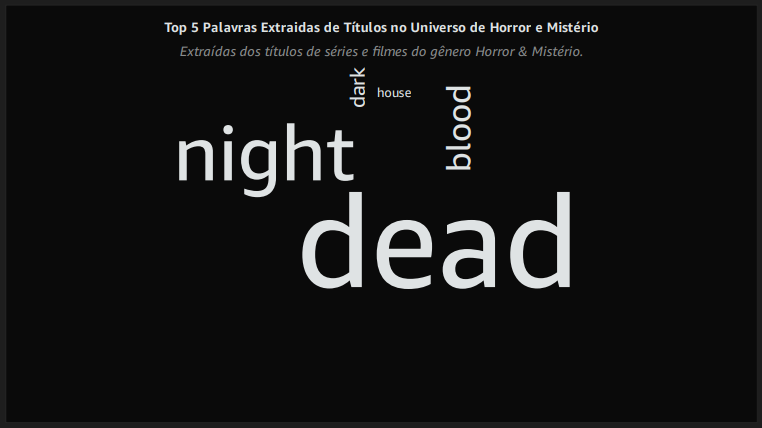 Top 5 Palavras Extraidas de Títulos no Universo de Horror e Mistério
Extraídas dos títulos de séries e filmes do gênero Horror & Mistério.
dark
house
blood
night
dead